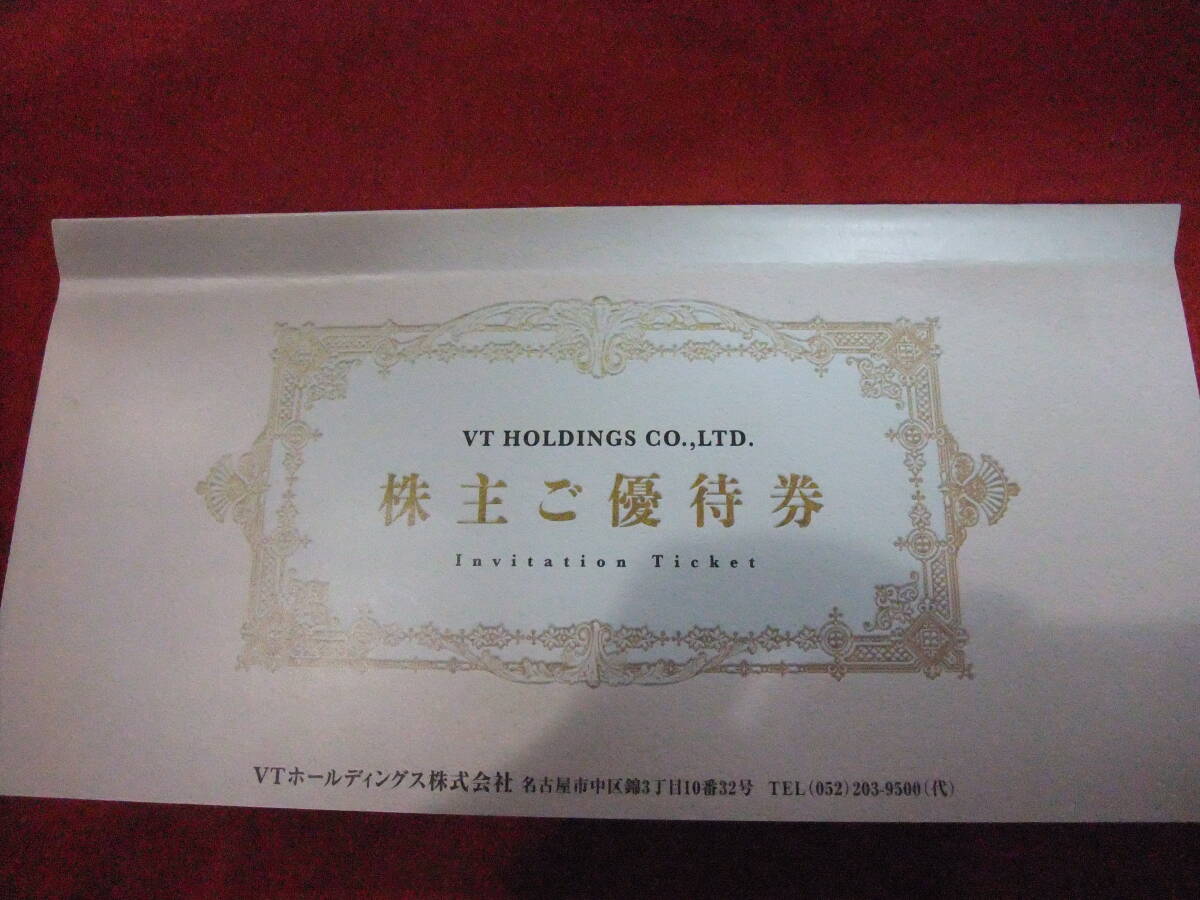 VT HOLDINGS CO.,LTD.
株主ご優待券
Invitation Ticket
VTホールディングス株式会社 名古屋市中区錦3丁目10番32号 TEL(052)203-9500(代)